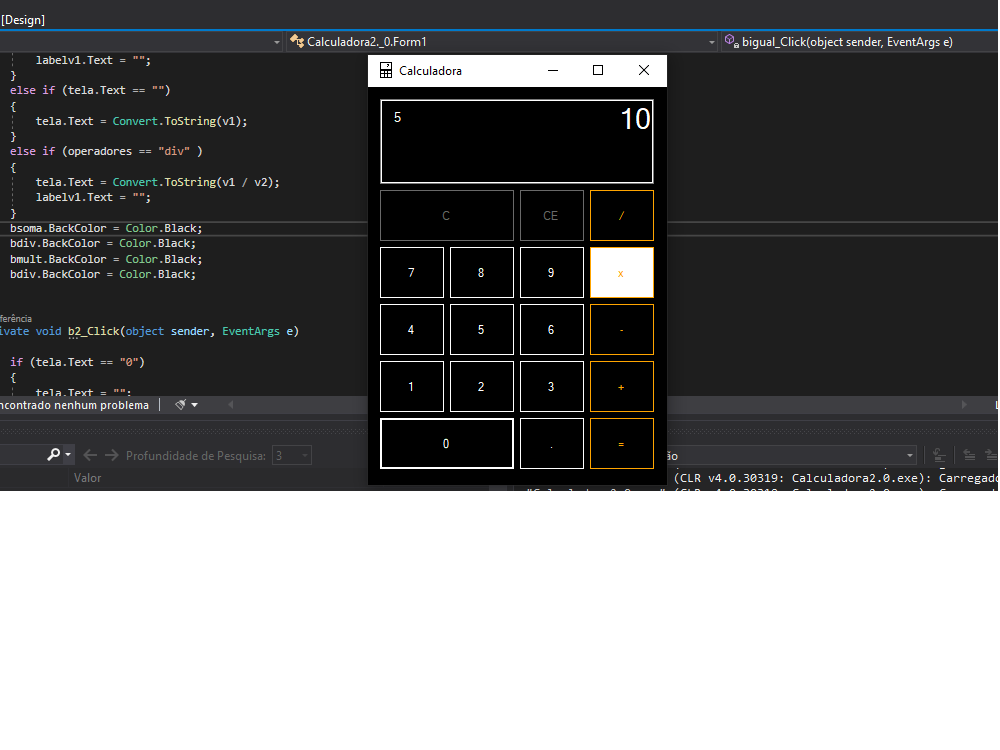 [Design]
Calculadora2._0.Form1
bigual_Click(object sender, EventArgs e)
labelv1.Text = "";
}
else if (tela.Text == "")
{
tela.Text = Convert.ToString(v1);
}
else if (operadores == "div" )
{
tela.Text = Convert.ToString(v1 / v2);
labelv1.Text = "";
}
bsoma.BackColor = Color.Black;
bdiv.BackColor = Color.Black;
bmult.BackColor = Color.Black;
bdiv.BackColor = Color.Black;
ferência
ivate void b2_Click(object sender, EventArgs e)
if (tela.Text == "0")
{
tela.Text = "";
ncontrado nenhum problema
Calculadora
5
10
C CE /
7 8 9 x
4 5 6 -
1 2 3 +
0 . =
Profundidade de Pesquisa: 3
ão
Valor
(CLR v4.0.30319: Calculadora2.0.exe): Carregado